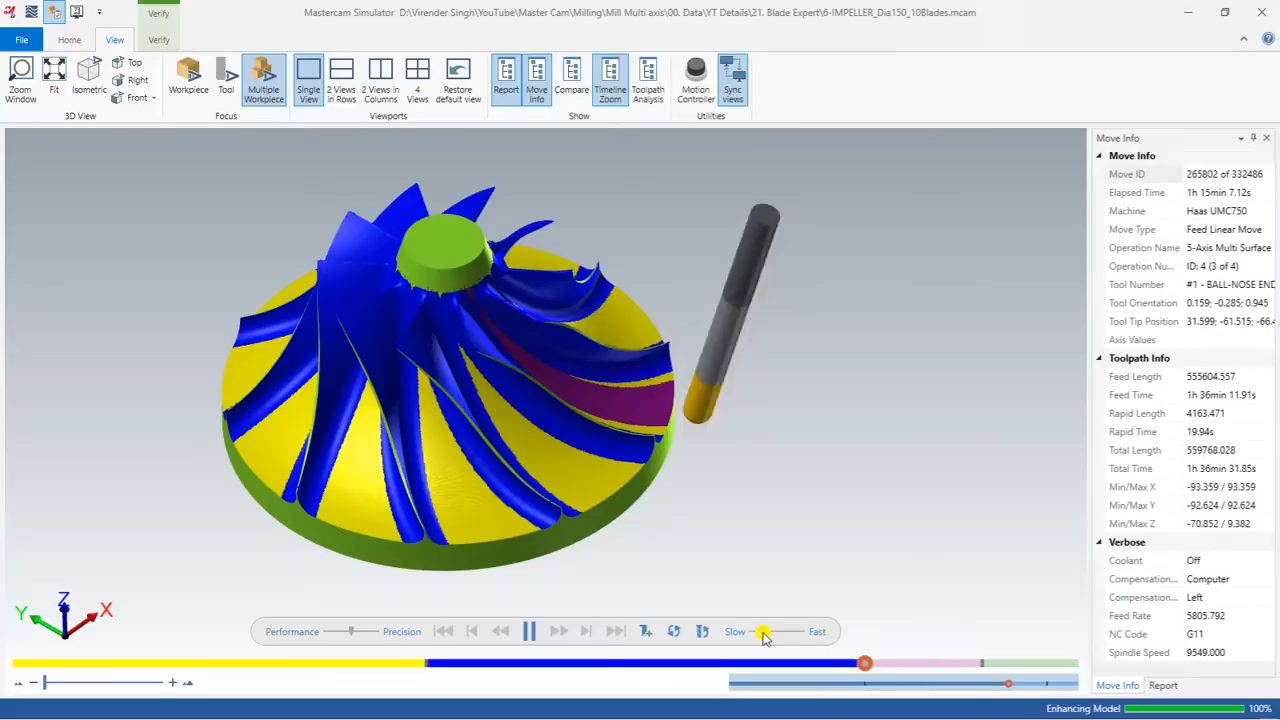 Verify
Mastercam Simulator D:\Virender Singh\YouTube\Master Cam\Milling\Mill Multi axis\00. Data\YT Details\21. Blade Expert\6-IMPELLER_Dia150_10Blades.mcam
File
Home
View
Verify
Zoom Window
Fit
Isometric
Top
Right
Front
3D View
Workpiece
Tool
Multiple Workpiece
Focus
Single View
2 Views in Rows
2 Views in Columns
4 Views
Restore default view
Viewports
Report
Move Info
Compare
Timeline Zoom
Toolpath Analysis
Show
Motion Controller
Sync views
Utilities
Move Info
Move Info
Move ID 265802 of 332486
Elapsed Time 1h 15min 7.12s
Machine Haas UMC750
Move Type Feed Linear Move
Operation Name 5-Axis Multi Surface
Operation Nu... ID: 4 (3 of 4)
Tool Number #1 - BALL-NOSE END
Tool Orientation 0.159; -0.285; 0.945
Tool Tip Position 31.599; -61.515; -66.4
Axis Values
Toolpath Info
Feed Length 555604.557
Feed Time 1h 36min 11.91s
Rapid Length 4163.471
Rapid Time 19.94s
Total Length 559768.028
Total Time 1h 36min 31.85s
Min/Max X -93.359 / 93.359
Min/Max Y -92.624 / 92.624
Min/Max Z -70.852 / 9.382
Verbose
Coolant Off
Compensation... Computer
Compensation... Left
Feed Rate 5805.792
NC Code G11
Spindle Speed 9549.000
Z
Y
X
Performance
Precision
Slow
Fast
Move Info
Report
Enhancing Model
100%